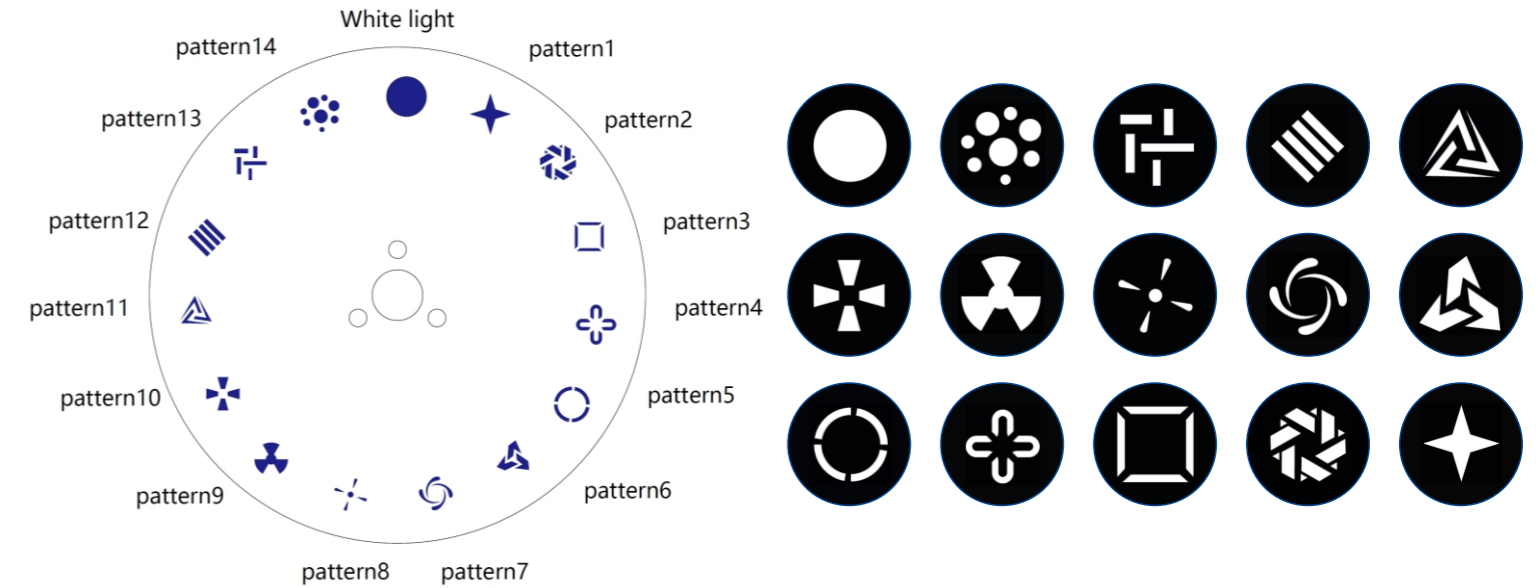 White light
pattern14
pattern1
pattern13
pattern2
pattern12
pattern3
pattern11
pattern4
pattern10
pattern5
pattern9
pattern6
pattern8
pattern7